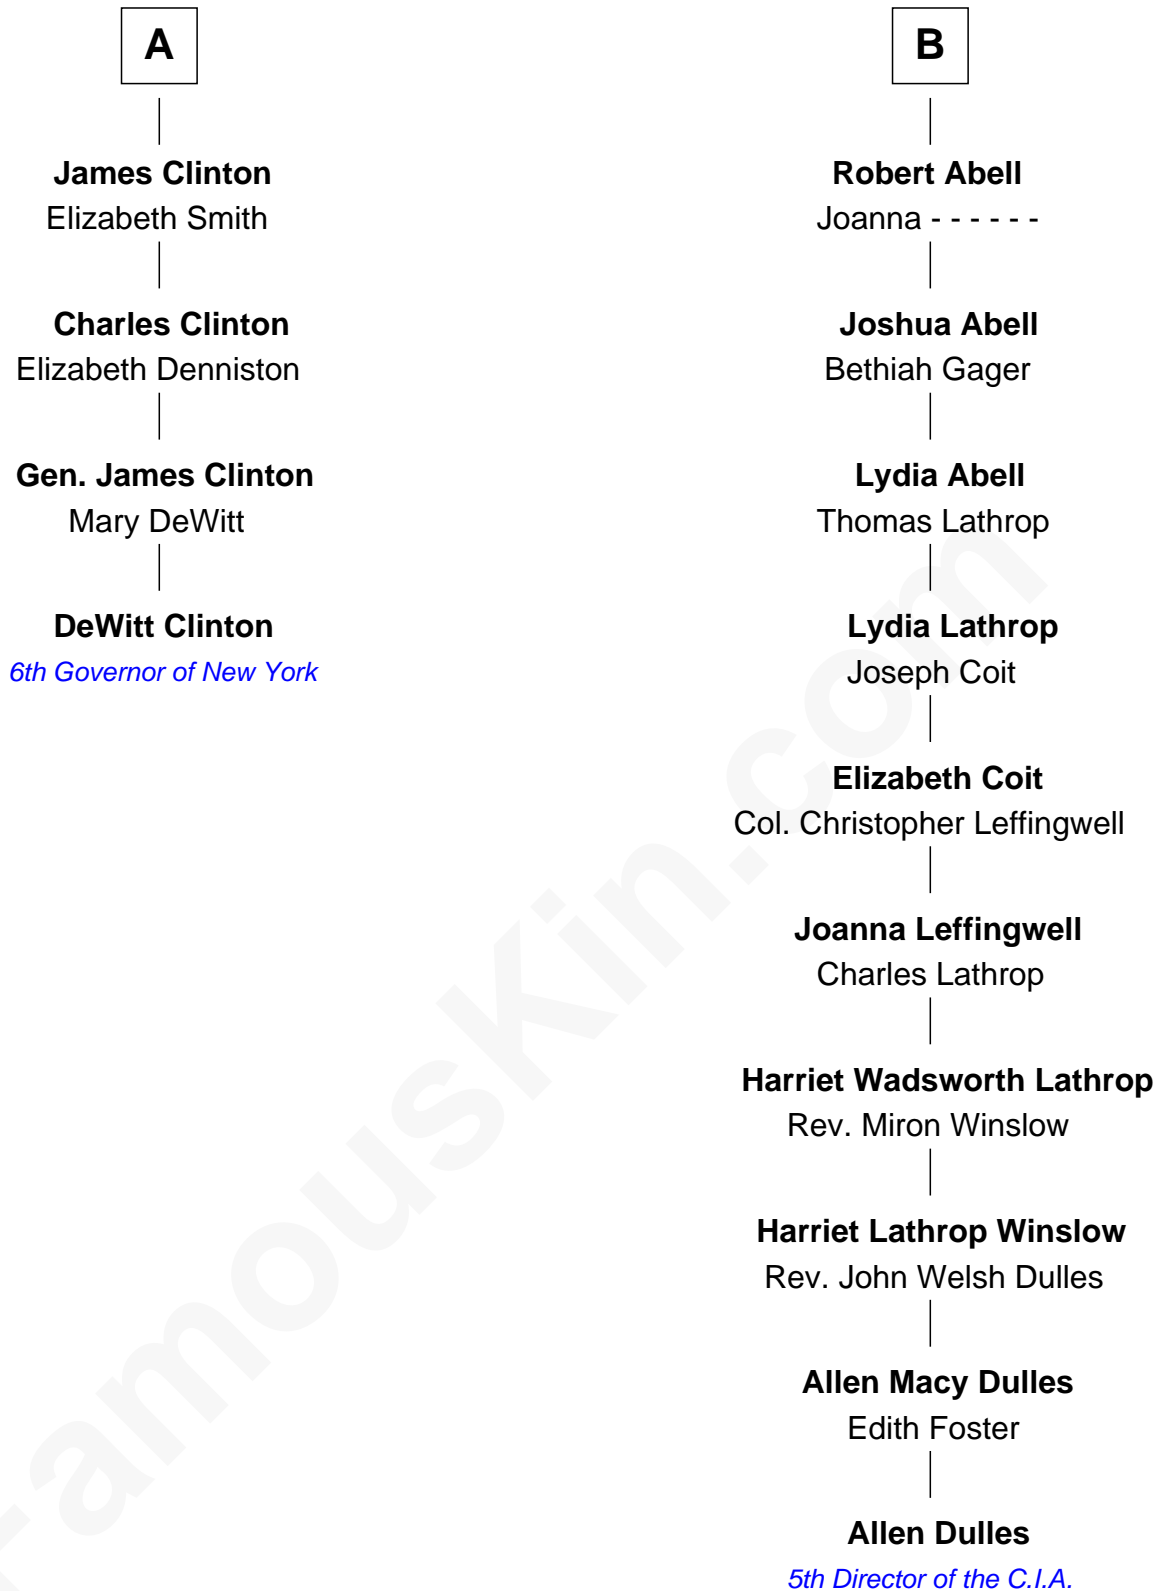 A
James Clinton
Elizabeth Smith
Charles Clinton
Elizabeth Denniston
Gen. James Clinton
Mary DeWitt
DeWitt Clinton
6th Governor of New York
B
Robert Abell
Joanna - - - - - -
Joshua Abell
Bethiah Gager
Lydia Abell
Thomas Lathrop
Lydia Lathrop
Joseph Coit
Elizabeth Coit
Col. Christopher Leffingwell
Joanna Leffingwell
Charles Lathrop
Harriet Wadsworth Lathrop
Rev. Miron Winslow
Harriet Lathrop Winslow
Rev. John Welsh Dulles
Allen Macy Dulles
Edith Foster
Allen Dulles
5th Director of the C.I.A.
FamousKin.com